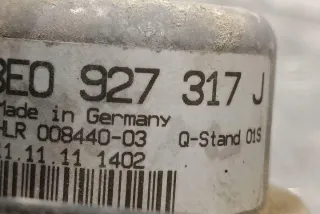 8E0 927 317 J
Made in Germany
HLR 008440-03 Q-Stand 01S
11.11.11 1402